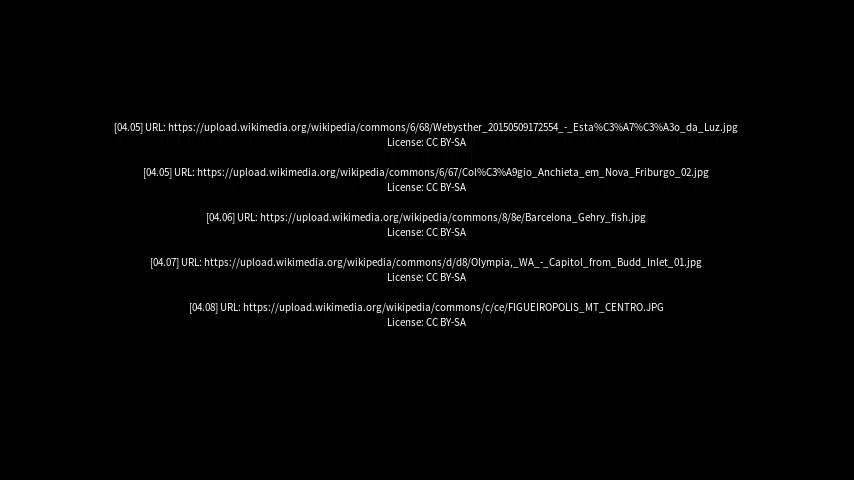 [04.05] URL: https://upload.wikimedia.org/wikipedia/commons/6/68/Webysther_20150509172554_-_Esta%C3%A7%C3%A3o_da_Luz.jpg
License: CC BY-SA
[04.05] URL: https://upload.wikimedia.org/wikipedia/commons/6/67/Col%C3%A9gio_Anchieta_em_Nova_Friburgo_02.jpg
License: CC BY-SA
[04.06] URL: https://upload.wikimedia.org/wikipedia/commons/8/8e/Barcelona_Gehry_fish.jpg
License: CC BY-SA
[04.07] URL: https://upload.wikimedia.org/wikipedia/commons/d/d8/Olympia,_WA_-_Capitol_from_Budd_Inlet_01.jpg
License: CC BY-SA
[04.08] URL: https://upload.wikimedia.org/wikipedia/commons/c/ce/FIGUEIROPOLIS_MT_CENTRO.JPG
License: CC BY-SA